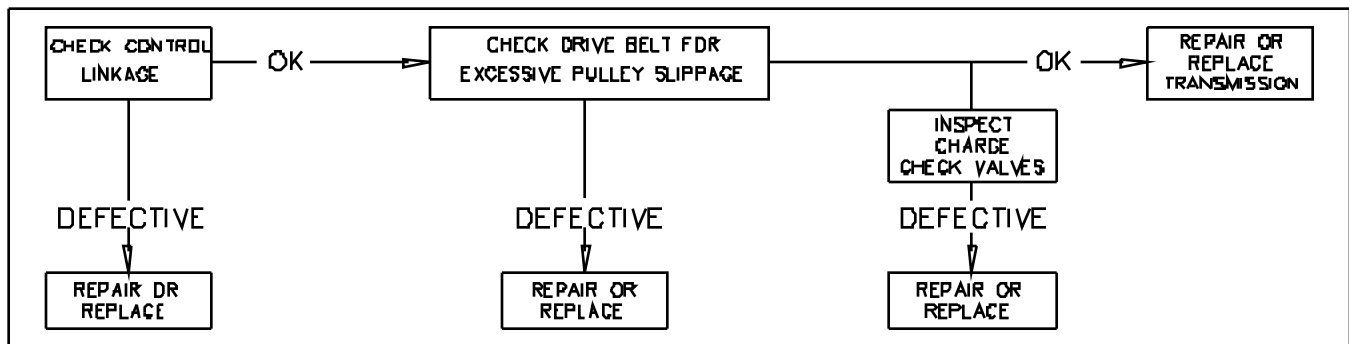 CHECK CONTROL
LINKAGE
OK
CHECK DRIVE BELT FOR
EXCESSIVE PULLEY SLIPPAGE
OK
REPAIR OR
REPLACE
TRANSMISSION
INSPECT
CHARGE
CHECK VALVES
DEFECTIVE
DEFECTIVE
DEFECTIVE
REPAIR OR
REPLACE
REPAIR OR
REPLACE
REPAIR OR
REPLACE